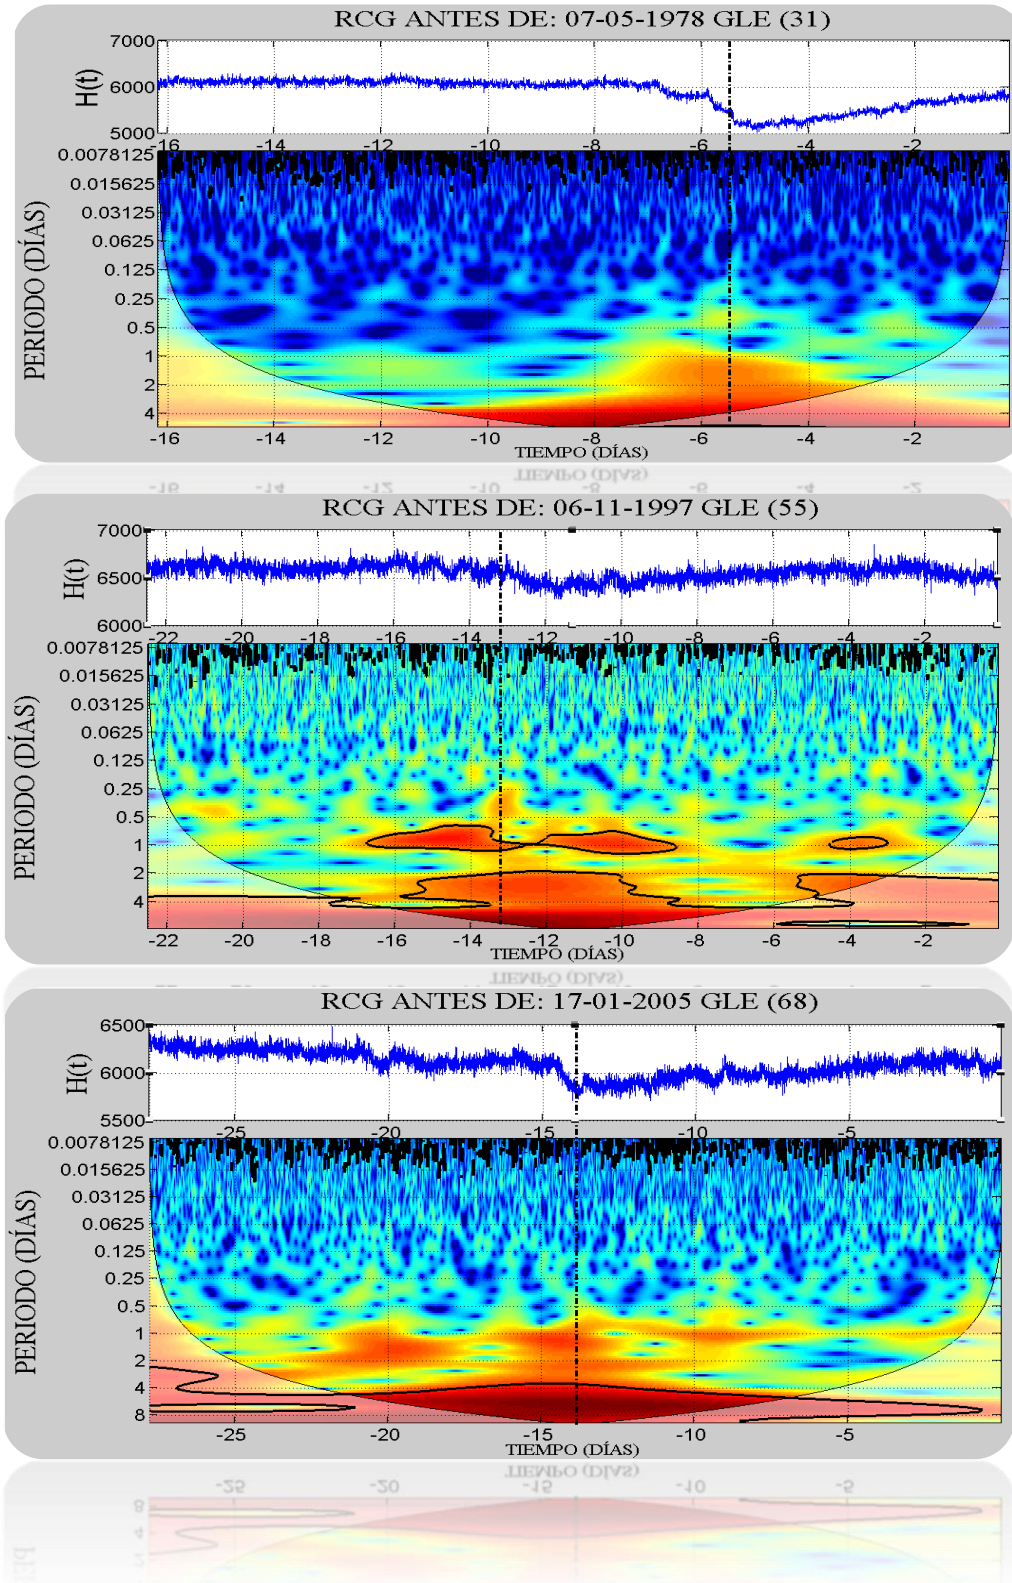 RCG ANTES DE: 07-05-1978 GLE (31)
7000
6000
5000
H(t)
-16 -14 -12 -10 -8 -6 -4 -2
0.0078125
0.015625
0.03125
0.0625
0.125
0.25
0.5
1
2
4
PERIODO (DÍAS)
-16 -14 -12 -10 -8 -6 -4 -2
TIEMPO (DÍAS)
RCG ANTES DE: 06-11-1997 GLE (55)
7000
6500
6000
H(t)
-22 -20 -18 -16 -14 -12 -10 -8 -6 -4 -2
0.0078125
0.015625
0.03125
0.0625
0.125
0.25
0.5
1
2
4
PERIODO (DÍAS)
-22 -20 -18 -16 -14 -12 -10 -8 -6 -4 -2
TIEMPO (DÍAS)
RCG ANTES DE: 17-01-2005 GLE (68)
6500
6000
5500
H(t)
-25 -20 -15 -10 -5
0.0078125
0.015625
0.03125
0.0625
0.125
0.25
0.5
1
2
4
8
PERIODO (DÍAS)
-25 -20 -15 -10 -5
TIEMPO (DÍAS)